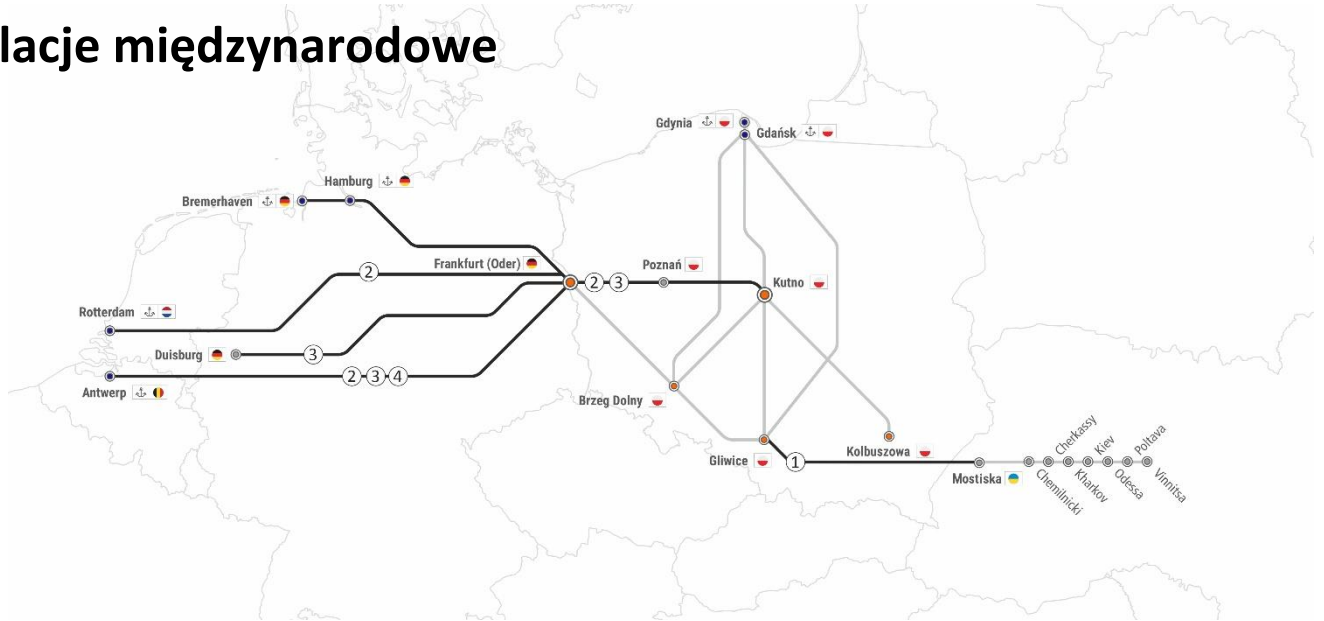 lacje międzynarodowe
Gdynia
Gdańsk
Hamburg
Bremerhaven
Frankfurt (Oder)
2
2
3
Poznań
Kutno
Rotterdam
Duisburg
3
Antwerp
2
3
4
Brzeg Dolny
Gliwice
1
Kolbuszowa
Mostiska
Chemilnicki
Cherkassy
Kharkov
Kiev
Odessa
Poltava
Vinnitsa